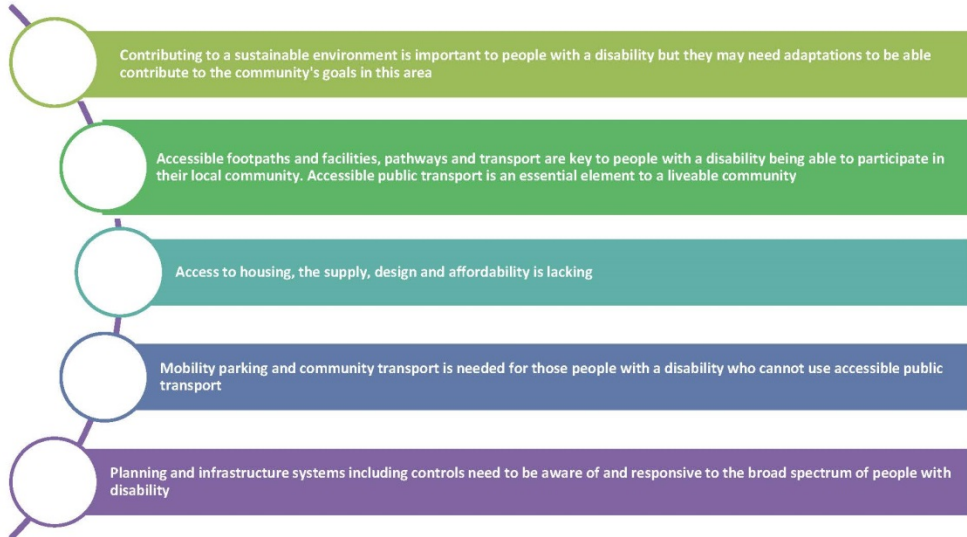 Contributing to a sustainable environment is important to people with a disability but they may need adaptations to be able
contribute to the community's goals in this area
Accessible footpaths and facilities, pathways and transport are key to people with a disability being able to participate in
their local community. Accessible public transport is an essential element to a liveable community
Access to housing, the supply, design and affordability is lacking
Mobility parking and community transport is needed for those people with a disability who cannot use accessible public
transport
Planning and infrastructure systems including controls need to be aware of and responsive to the broad spectrum of people with
disability